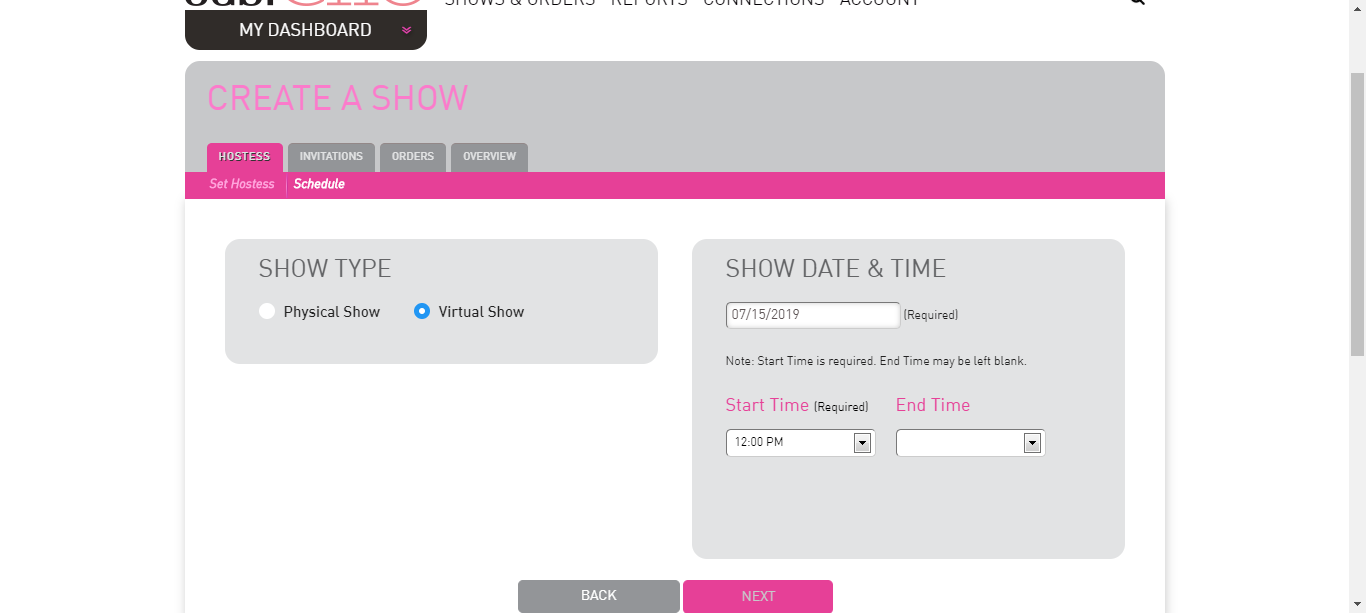 SHOWS & ORDERS REPORTS CONNECTIONS ACCOUNT
MY DASHBOARD
CREATE A SHOW
HOSTESS INVITATIONS ORDERS OVERVIEW
Set Hostess Schedule
SHOW TYPE
Physical Show Virtual Show
SHOW DATE & TIME
07/15/2019 (Required)
Note: Start Time is required. End Time may be left blank.
Start Time (Required) End Time
12:00 PM
BACK NEXT